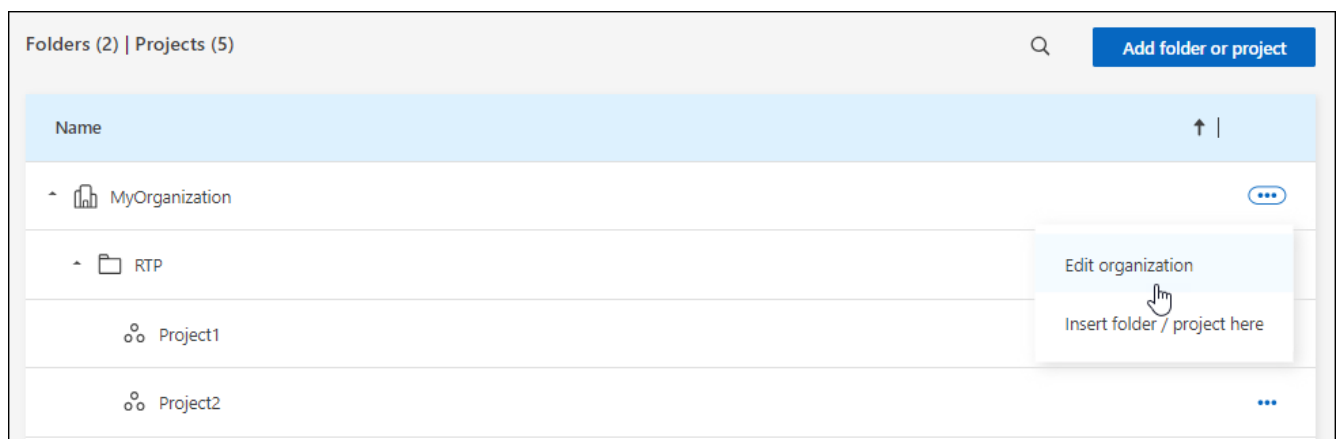 Folders (2) | Projects (5)
Add folder or project
Name
MyOrganization
RTP
Edit organization
Insert folder / project here
Project1
Project2